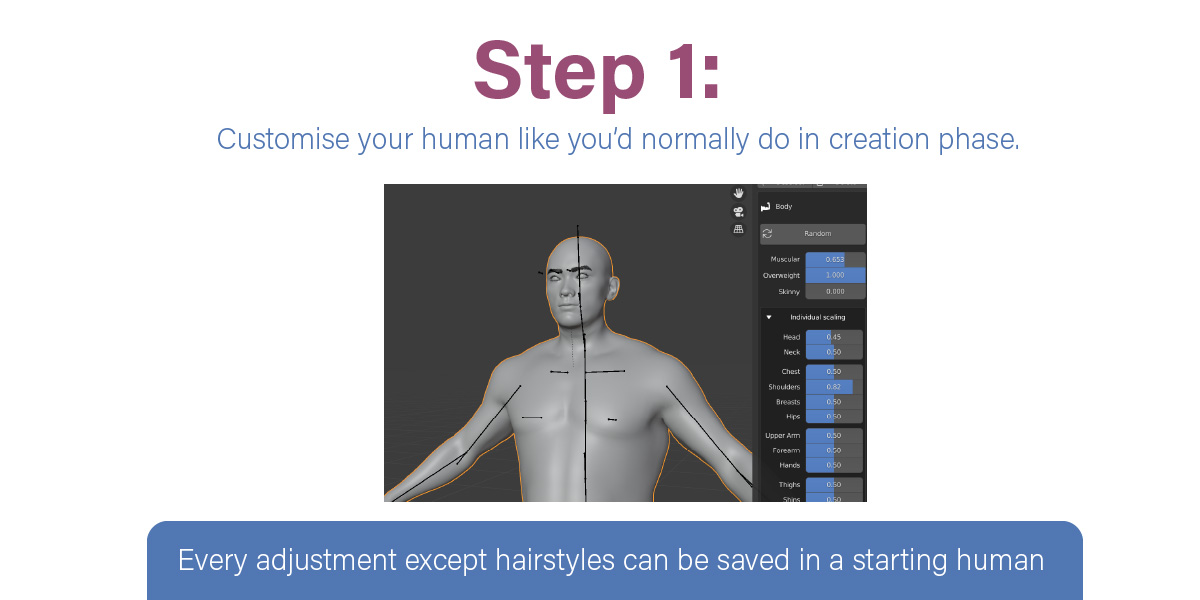 Step 1:
Customise your human like you'd normally do in creation phase.
Body
Random
Muscular 0.653
Overweight 1.000
Skinny 0.000
Individual scaling
Head 0.45
Neck 0.50
Chest 0.50
Shoulders 0.82
Breasts 0.50
Hips 0.50
Upper Arm 0.50
Forearm 0.50
Hands 0.50
Thighs 0.50
Shins 0.50
Every adjustment except hairstyles can be saved in a starting human